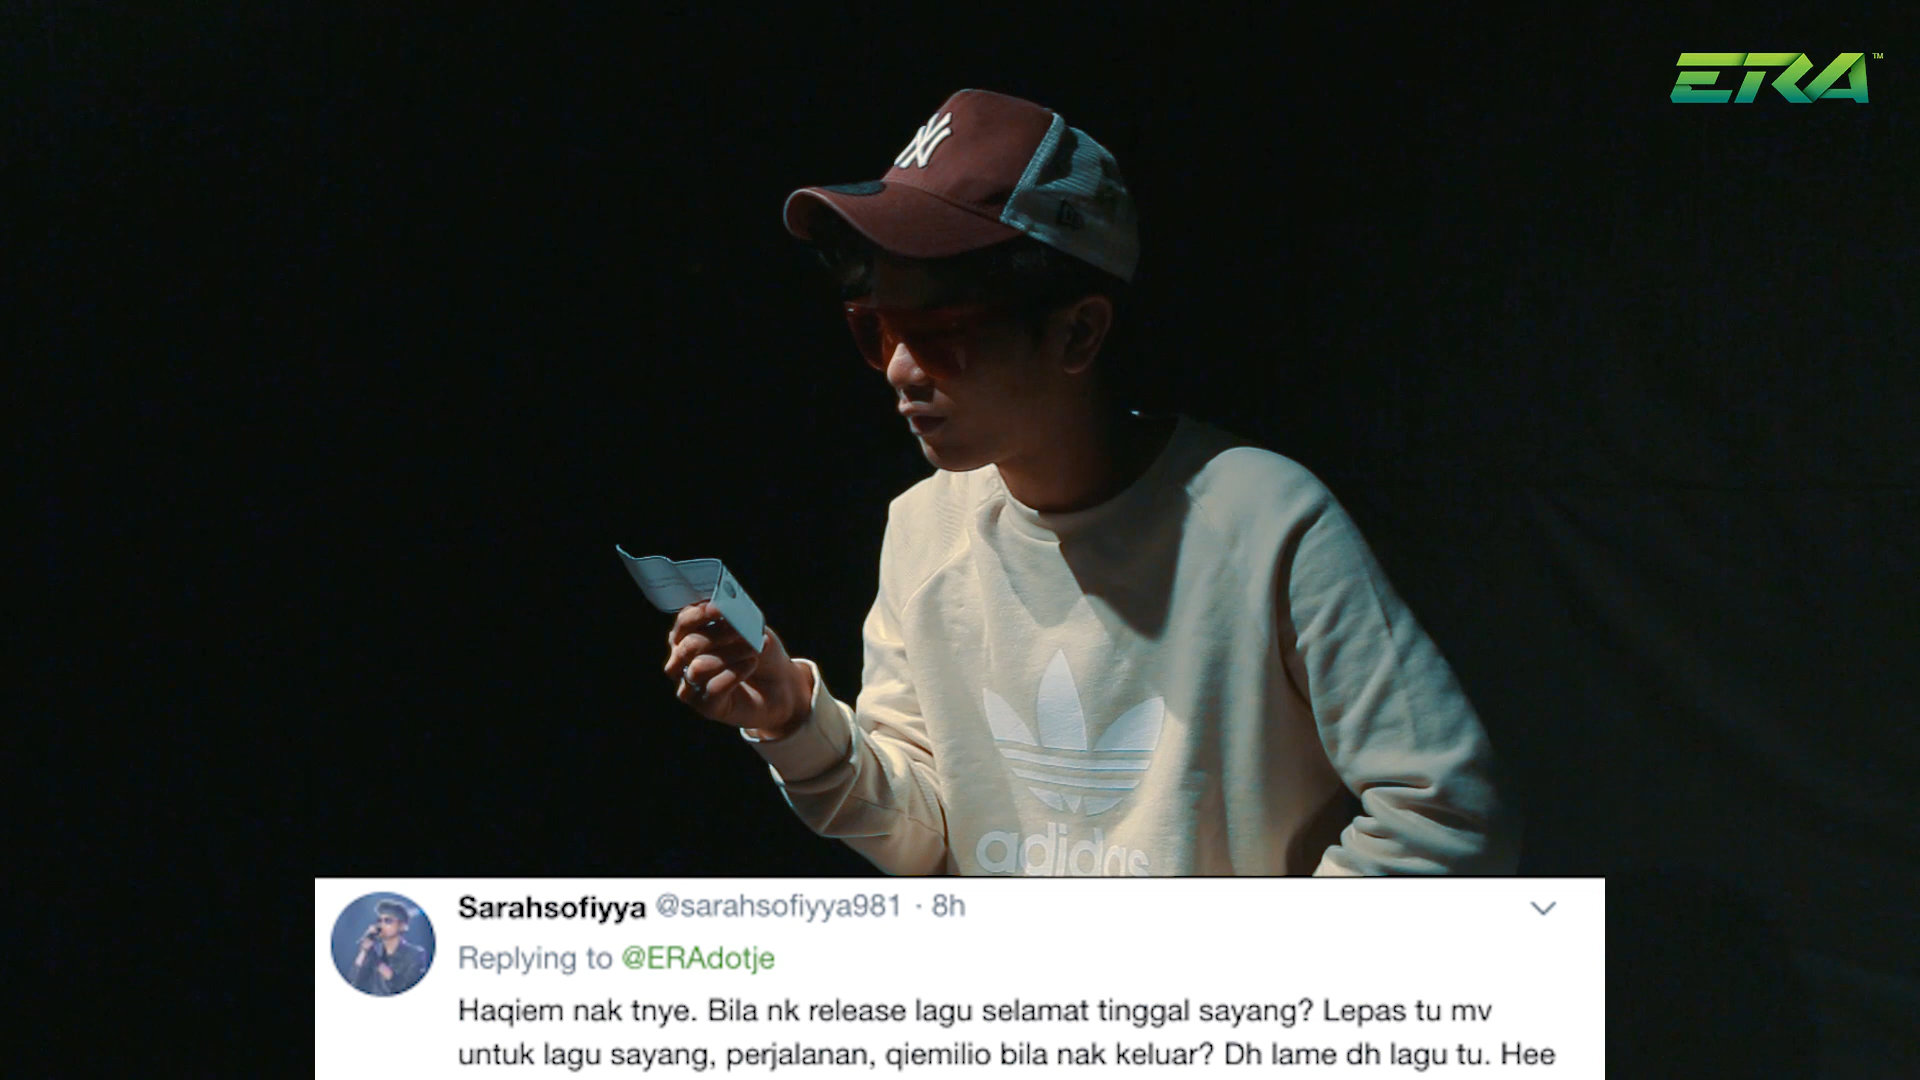 ERA™
NY
adidas
Sarahsofiyya @sarahsofiyya981 · 8h
Replying to @ERAdotje
Haqiem nak tnye. Bila nk release lagu selamat tinggal sayang? Lepas tu mv
untuk lagu sayang, perjalanan, qiemilio bila nak keluar? Dh lame dh lagu tu. Hee